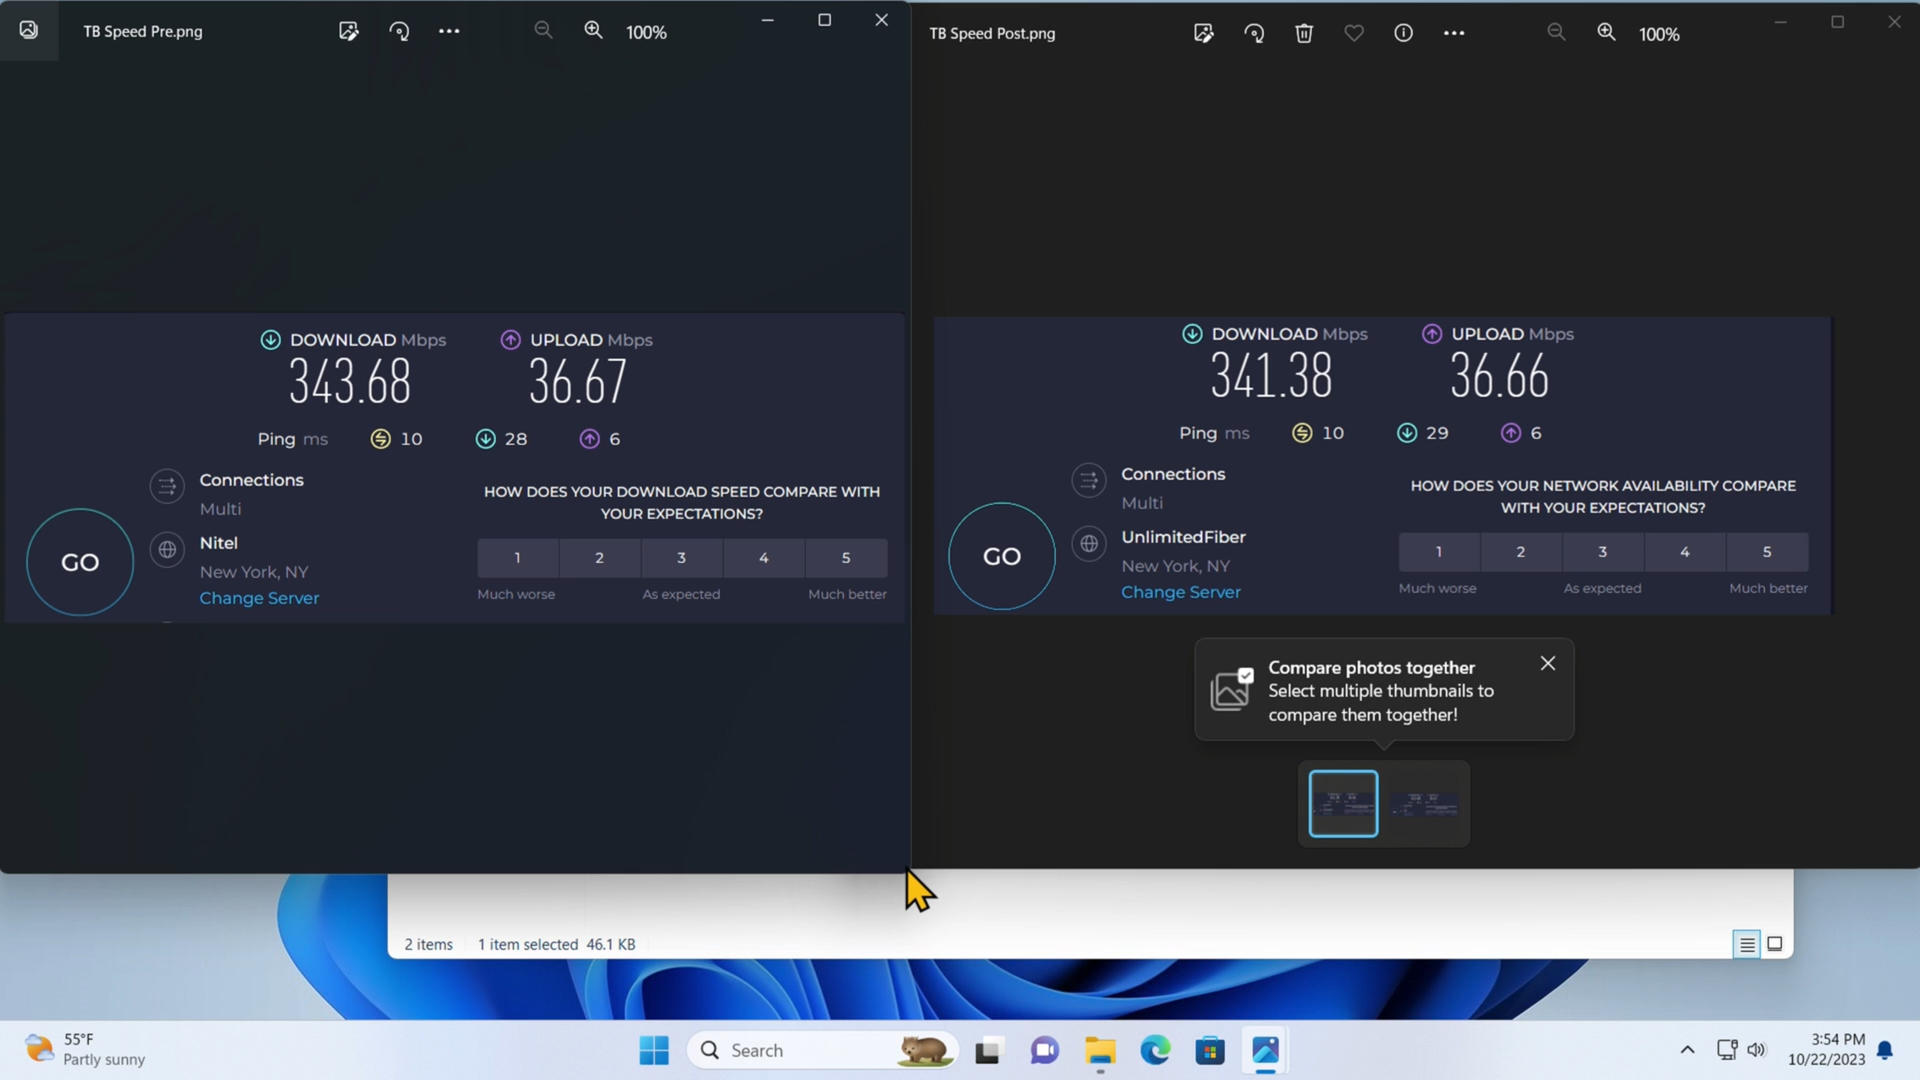 TB Speed Pre.png
100%
DOWNLOAD Mbps
343.68
UPLOAD Mbps
36.67
Ping ms
10
28
6
Connections
Multi
Nitel
New York, NY
Change Server
GO
HOW DOES YOUR DOWNLOAD SPEED COMPARE WITH
YOUR EXPECTATIONS?
1 2 3 4 5
Much worse As expected Much better
TB Speed Post.png
100%
DOWNLOAD Mbps
341.38
UPLOAD Mbps
36.66
Ping ms
10
29
6
Connections
Multi
UnlimitedFiber
New York, NY
Change Server
GO
HOW DOES YOUR NETWORK AVAILABILITY COMPARE
WITH YOUR EXPECTATIONS?
1 2 3 4 5
Much worse As expected Much better
Compare photos together
Select multiple thumbnails to
compare them together!
2 items 1 item selected 46.1 KB
55°F
Partly sunny
Search
3:54 PM
10/22/2023